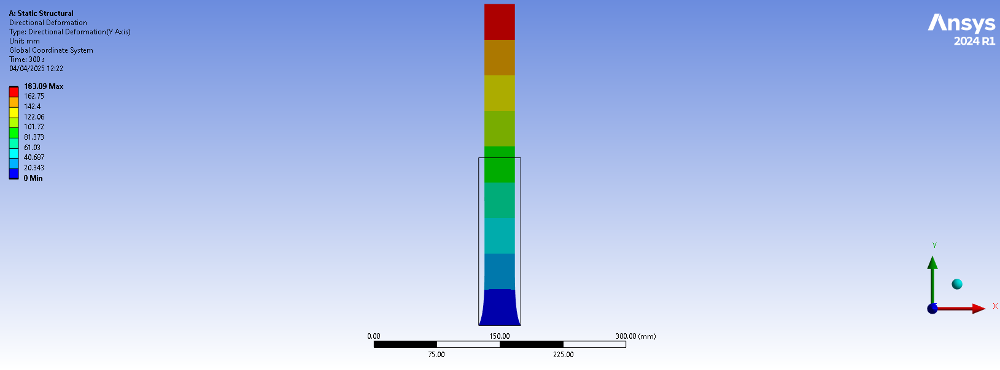 A: Static Structural
Directional Deformation
Type: Directional Deformation(Y Axis)
Unit: mm
Global Coordinate System
Time: 300 s
04/04/2025 12:22
183.09 Max
162.75
142.4
122.06
101.72
81.373
61.03
40.687
20.343
0 Min
Ansys
2024 R1
Y
X
0.00 150.00 300.00 (mm)
75.00 225.00